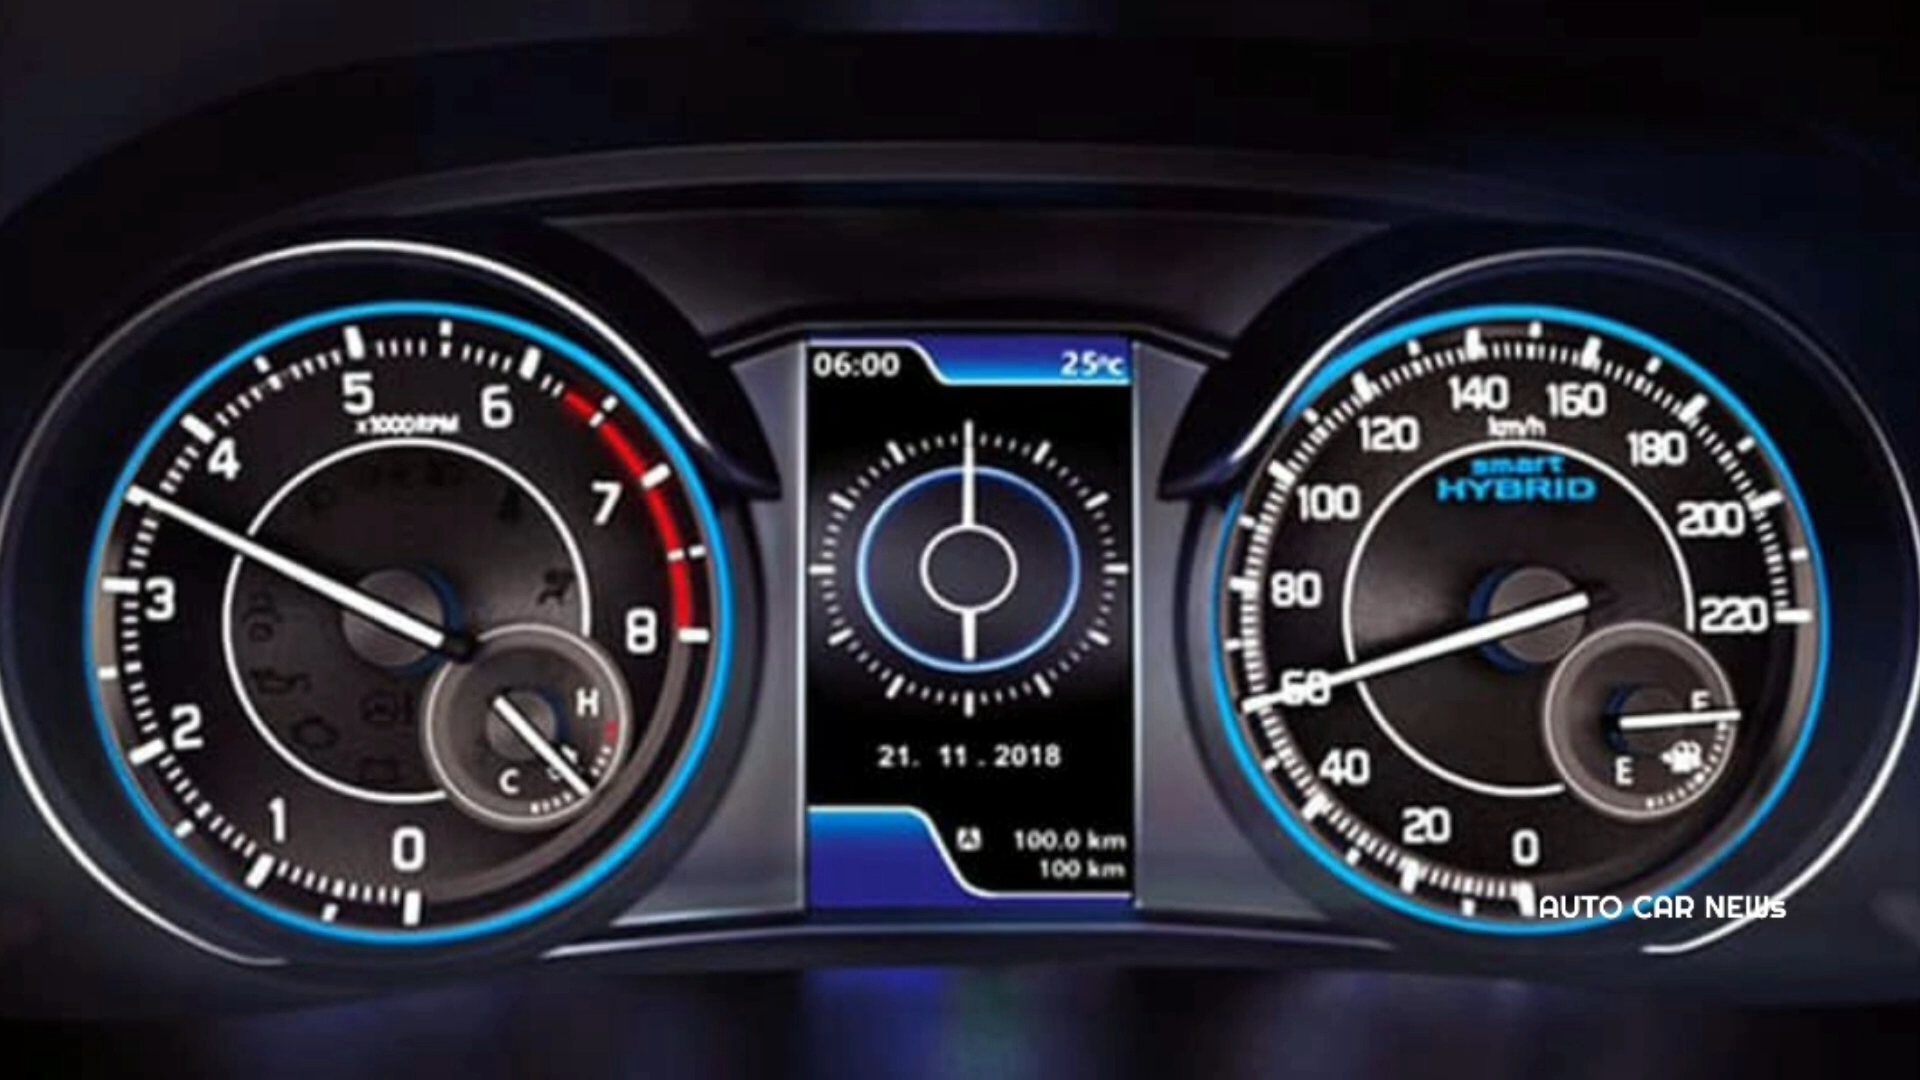 06:00 25°C
0 1 2 3 4 5 6 7 8
x1000RPM
H
C
21. 11 . 2018
A 100.0 km
100 km
0 20 40 60 80 100 120 140 160 180 200 220
km/h
smart
HYBRID
F
E
AUTO CAR NEWS